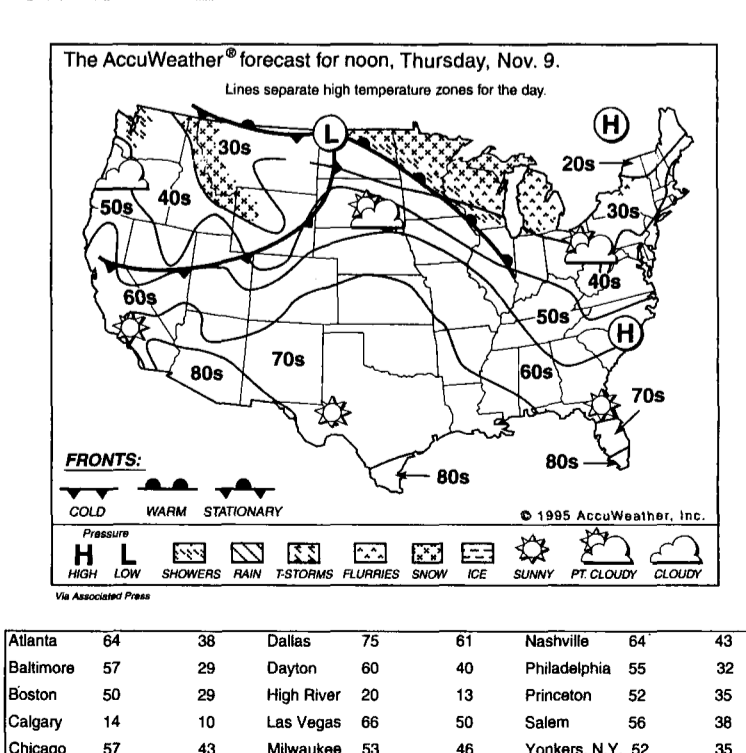 The AccuWeather® forecast for noon, Thursday, Nov. 9.
Lines separate high temperature zones for the day.
H
L
30s
20s
40s
50s
30s
40s
60s
50s
H
70s
80s
60s
70s
80s
80s
FRONTS:
COLD WARM STATIONARY
© 1995 AccuWeather, Inc.
Pressure
H L
HIGH LOW SHOWERS RAIN T-STORMS FLURRIES SNOW ICE SUNNY PT. CLOUDY CLOUDY
Via Associated Press
Atlanta 64 38 Dallas 75 61 Nashville 64 43
Baltimore 57 29 Dayton 60 40 Philadelphia 55 32
Boston 50 29 High River 20 13 Princeton 52 35
Calgary 14 10 Las Vegas 66 50 Salem 56 38
Chicago 57 43 Milwaukee 53 46 Yonkers, N.Y. 52 35